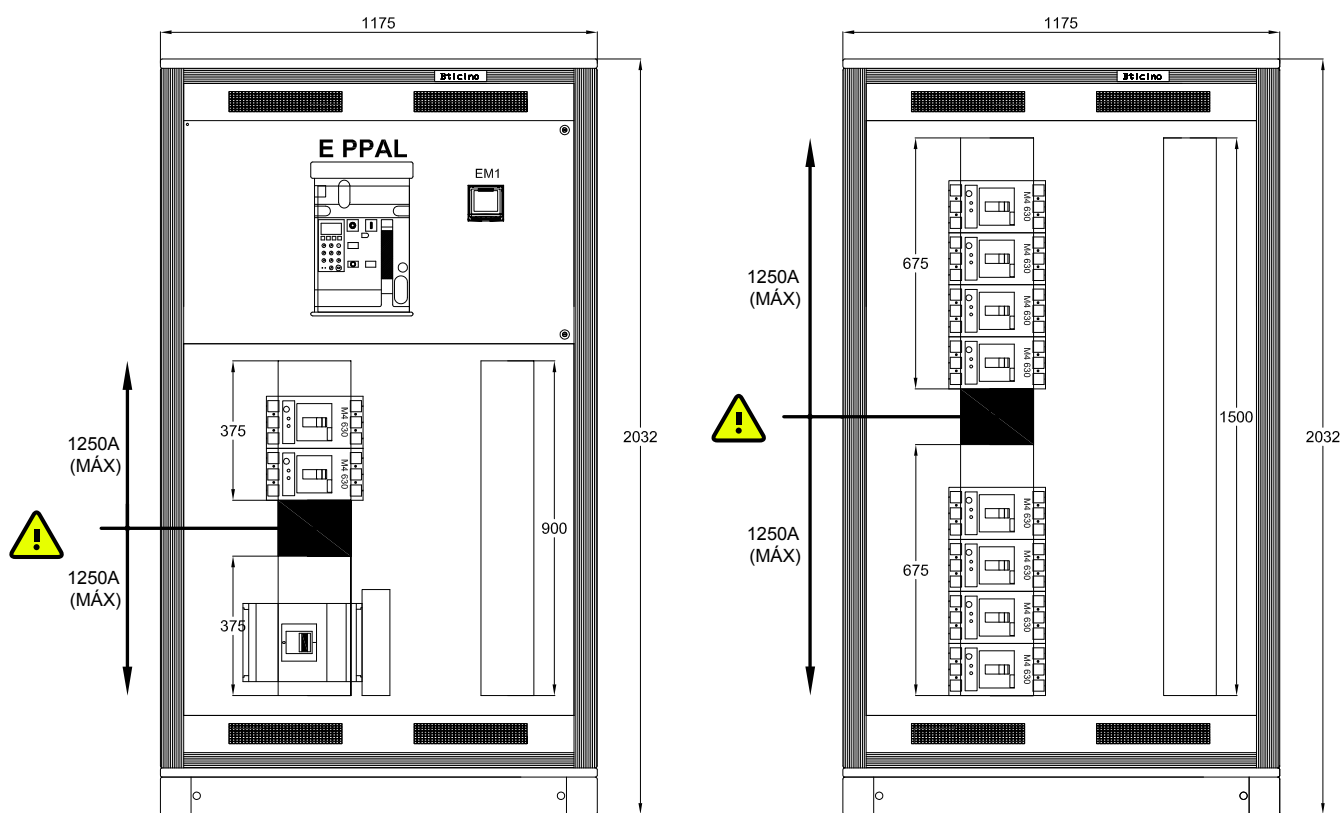 1175
Bticino
E PPAL
EM1
1250A
(MÁX)
375
M4 630
M4 630
1250A
(MÁX)
375
900
2032
1175
Bticino
1250A
(MÁX)
675
M4 630
M4 630
M4 630
M4 630
1250A
(MÁX)
675
M4 630
M4 630
M4 630
M4 630
1500
2032